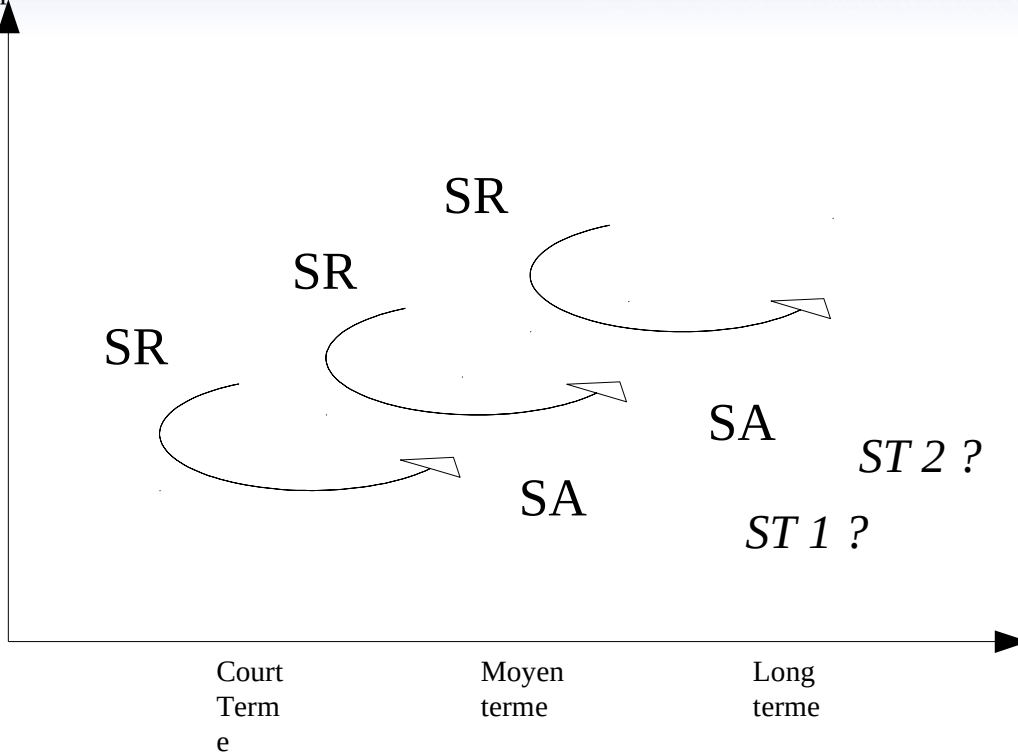 SR
SR
SR
SA
ST 2 ?
SA
ST 1 ?
Court
Term
e
Moyen
terme
Long
terme